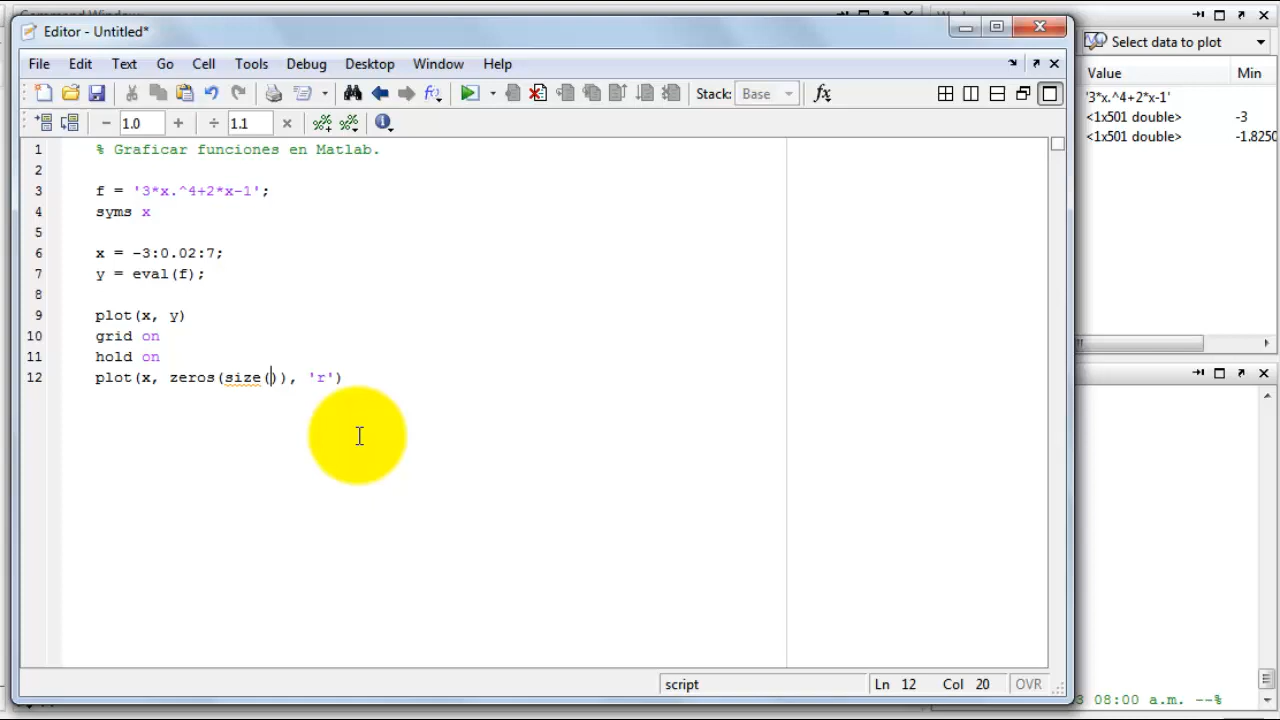 Editor - Untitled*
File Edit Text Go Cell Tools Debug Desktop Window Help
Stack: Base fx
− 1.0 + ÷ 1.1 ×
1 % Graficar funciones en Matlab.
2
3 f = '3*x.^4+2*x-1';
4 syms x
5
6 x = -3:0.02:7;
7 y = eval(f);
8
9 plot(x, y)
10 grid on
11 hold on
12 plot(x, zeros(size()), 'r')
script Ln 12 Col 20 OVR
Select data to plot
Value Min
'3*x.^4+2*x-1'
<1x501 double> -3
<1x501 double> -1.8250
3 08:00 a.m. --%